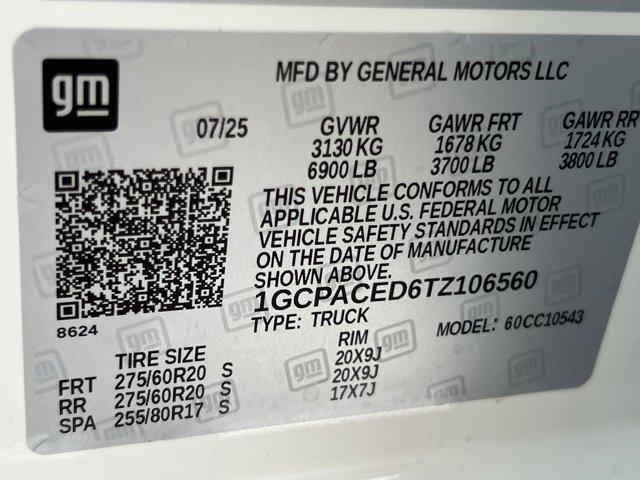 gm
MFD BY GENERAL MOTORS LLC
07/25 GVWR GAWR FRT GAWR RR
3130 KG 1678 KG 1724 KG
6900 LB 3700 LB 3800 LB
THIS VEHICLE CONFORMS TO ALL
APPLICABLE U.S. FEDERAL MOTOR
VEHICLE SAFETY STANDARDS IN EFFECT
ON THE DATE OF MANUFACTURE
SHOWN ABOVE.
1GCPACED6TZ106560
8624
TYPE: TRUCK MODEL: 60CC10543
TIRE SIZE RIM
FRT 275/60R20 S 20X9J
RR 275/60R20 S 20X9J
SPA 255/80R17 S 17X7J